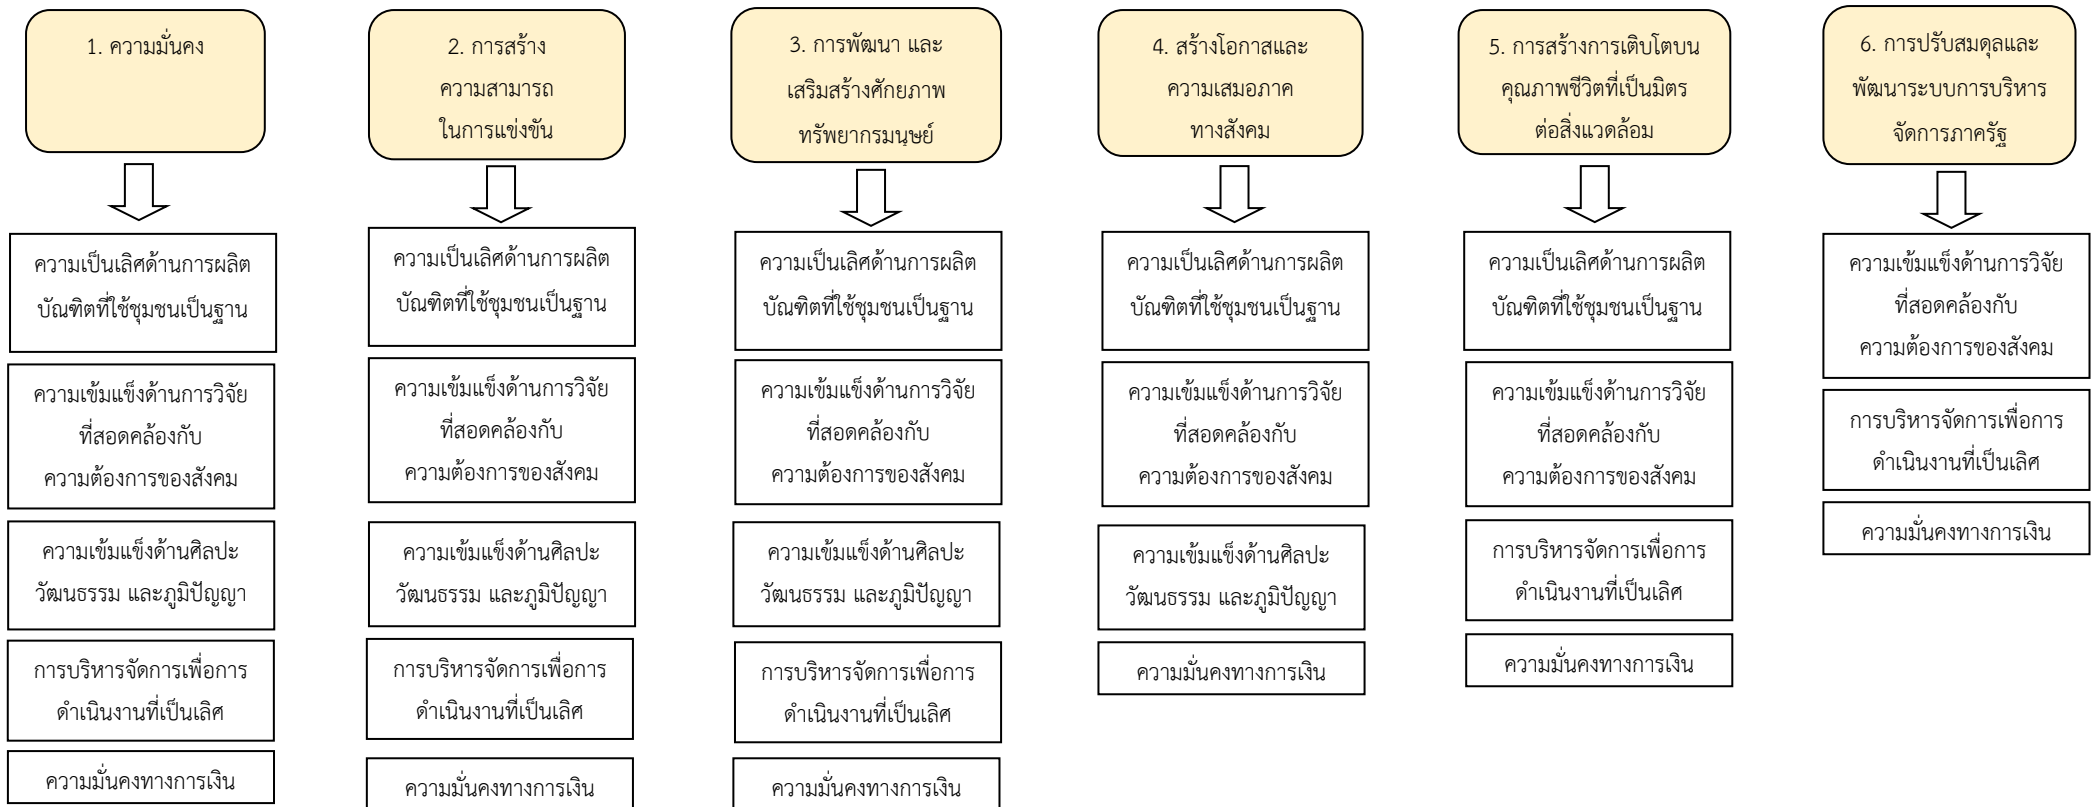 1. ความมั่นคง
2. การสร้าง
ความสามารถ
ในการแข่งขัน
3. การพัฒนา และ
เสริมสร้างศักยภาพ
ทรัพยากรมนุษย์
4. สร้างโอกาสและ
ความเสมอภาค
ทางสังคม
5. การสร้างการเติบโตบน
คุณภาพชีวิตที่เป็นมิตร
ต่อสิ่งแวดล้อม
6. การปรับสมดุลและ
พัฒนาระบบการบริหาร
จัดการภาครัฐ
ความเป็นเลิศด้านการผลิต
บัณฑิตที่ใช้ชุมชนเป็นฐาน
ความเข้มแข็งด้านการวิจัย
ที่สอดคล้องกับ
ความต้องการของสังคม
ความเข้มแข็งด้านศิลปะ
วัฒนธรรม และภูมิปัญญา
การบริหารจัดการเพื่อการ
ดำเนินงานที่เป็นเลิศ
ความมั่นคงทางการเงิน
ความเป็นเลิศด้านการผลิต
บัณฑิตที่ใช้ชุมชนเป็นฐาน
ความเข้มแข็งด้านการวิจัย
ที่สอดคล้องกับ
ความต้องการของสังคม
ความเข้มแข็งด้านศิลปะ
วัฒนธรรม และภูมิปัญญา
การบริหารจัดการเพื่อการ
ดำเนินงานที่เป็นเลิศ
ความมั่นคงทางการเงิน
ความเป็นเลิศด้านการผลิต
บัณฑิตที่ใช้ชุมชนเป็นฐาน
ความเข้มแข็งด้านการวิจัย
ที่สอดคล้องกับ
ความต้องการของสังคม
ความเข้มแข็งด้านศิลปะ
วัฒนธรรม และภูมิปัญญา
การบริหารจัดการเพื่อการ
ดำเนินงานที่เป็นเลิศ
ความมั่นคงทางการเงิน
ความเป็นเลิศด้านการผลิต
บัณฑิตที่ใช้ชุมชนเป็นฐาน
ความเข้มแข็งด้านการวิจัย
ที่สอดคล้องกับ
ความต้องการของสังคม
ความเข้มแข็งด้านศิลปะ
วัฒนธรรม และภูมิปัญญา
ความมั่นคงทางการเงิน
ความเป็นเลิศด้านการผลิต
บัณฑิตที่ใช้ชุมชนเป็นฐาน
ความเข้มแข็งด้านการวิจัย
ที่สอดคล้องกับ
ความต้องการของสังคม
การบริหารจัดการเพื่อการ
ดำเนินงานที่เป็นเลิศ
ความมั่นคงทางการเงิน
ความเข้มแข็งด้านการวิจัย
ที่สอดคล้องกับ
ความต้องการของสังคม
การบริหารจัดการเพื่อการ
ดำเนินงานที่เป็นเลิศ
ความมั่นคงทางการเงิน